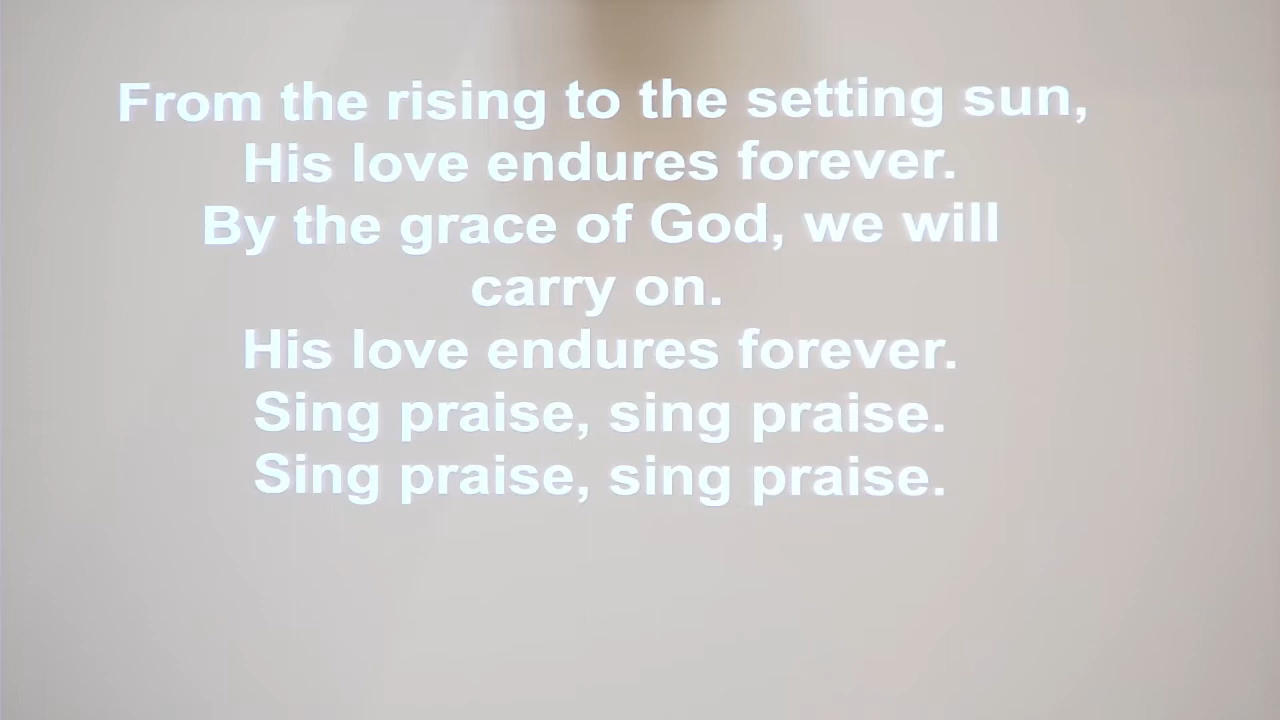 From the rising to the setting sun,
His love endures forever.
By the grace of God, we will
carry on.
His love endures forever.
Sing praise, sing praise.
Sing praise, sing praise.